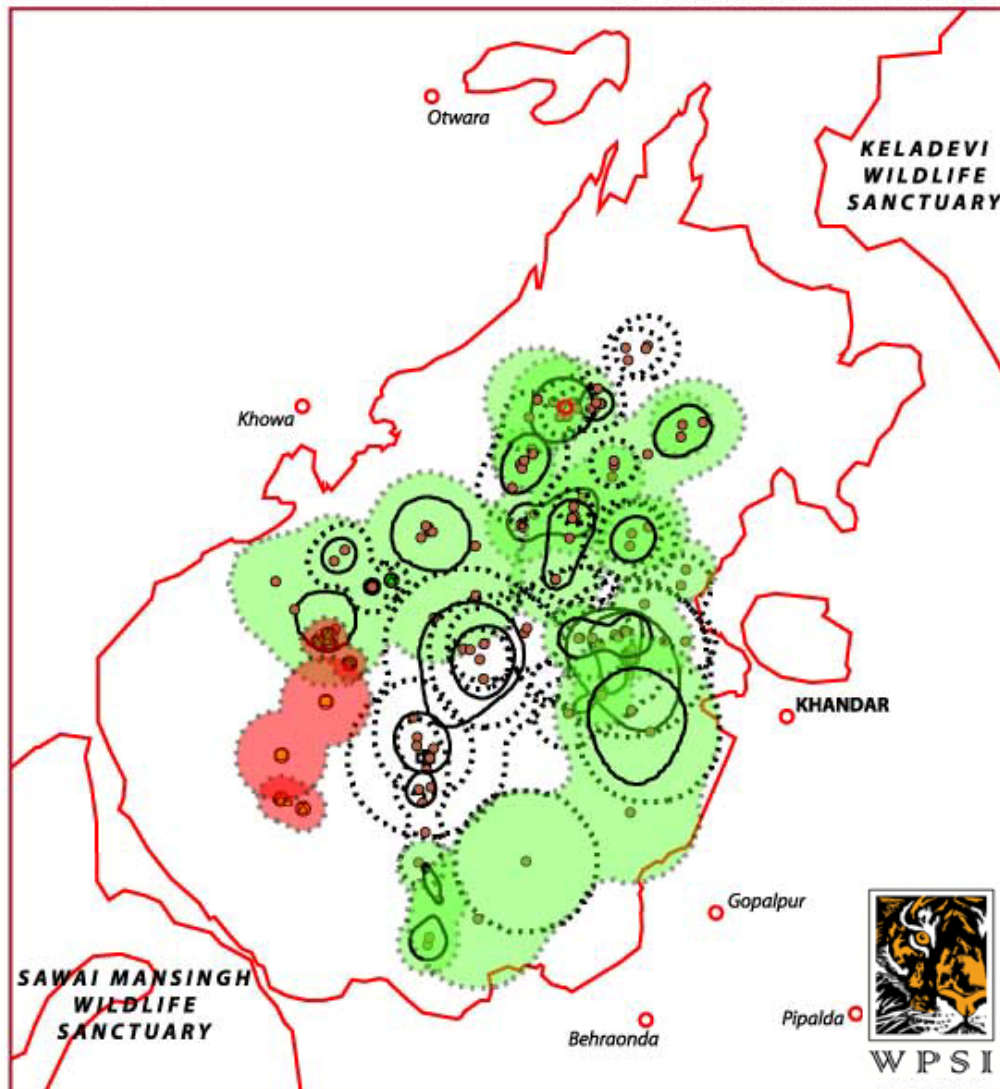 Otwara
KELADEVI
WILDLIFE
SANCTUARY
Khowa
KHANDAR
Gopalpur
SAWAI MANSINGH
WILDLIFE
SANCTUARY
Behraonda
Pipalda
WPSI